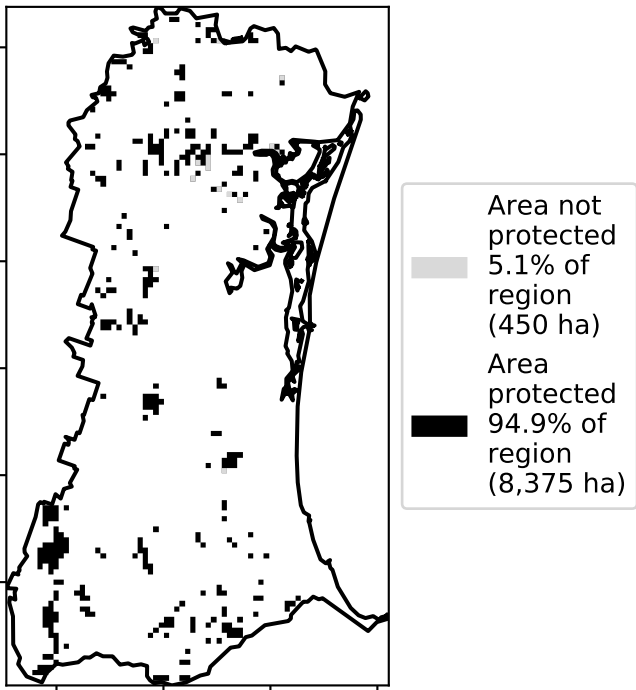 Area not
protected
5.1% of
region
(450 ha)
Area
protected
94.9% of
region
(8,375 ha)